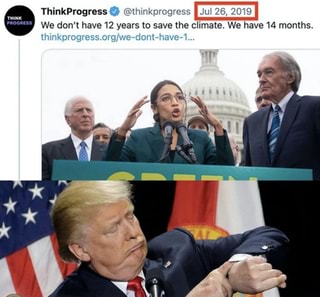 THINK
PROGRESS
ThinkProgress @thinkprogress Jul 26, 2019
We don't have 12 years to save the climate. We have 14 months.
thinkprogress.org/we-dont-have-1...
GREEN